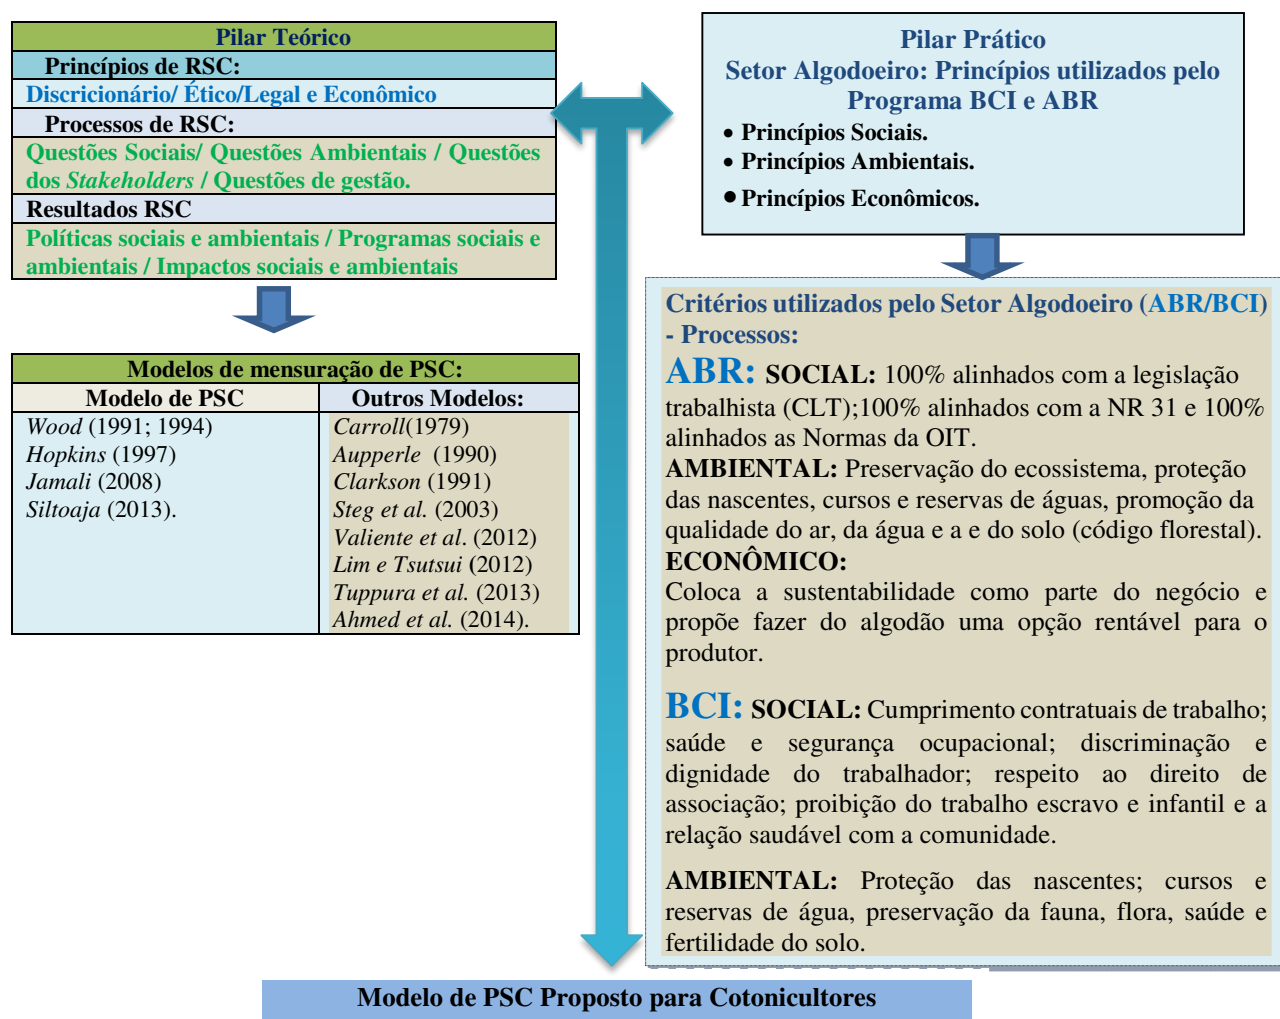 Pilar Teórico
Princípios de RSC:
Discricionário/ Ético/Legal e Econômico
Processos de RSC:
Questões Sociais/ Questões Ambientais / Questões
dos Stakeholders / Questões de gestão.
Resultados RSC
Políticas sociais e ambientais / Programas sociais e
ambientais / Impactos sociais e ambientais
Modelos de mensuração de PSC:
Modelo de PSC
Wood (1991; 1994)
Hopkins (1997)
Jamali (2008)
Siltoaja (2013).
Outros Modelos:
Carroll(1979)
Aupperle (1990)
Clarkson (1991)
Steg et al. (2003)
Valiente et al. (2012)
Lim e Tsutsui (2012)
Tuppura et al. (2013)
Ahmed et al. (2014).
Pilar Prático
Setor Algodoeiro: Princípios utilizados pelo
Programa BCI e ABR
• Princípios Sociais.
• Princípios Ambientais.
• Princípios Econômicos.
Critérios utilizados pelo Setor Algodoeiro (ABR/BCI)
- Processos:
ABR: SOCIAL: 100% alinhados com a legislação
trabalhista (CLT);100% alinhados com a NR 31 e 100%
alinhados as Normas da OIT.
AMBIENTAL: Preservação do ecossistema, proteção
das nascentes, cursos e reservas de águas, promoção da
qualidade do ar, da água e a e do solo (código florestal).
ECONÔMICO:
Coloca a sustentabilidade como parte do negócio e
propõe fazer do algodão uma opção rentável para o
produtor.
BCI: SOCIAL: Cumprimento contratuais de trabalho;
saúde e segurança ocupacional; discriminação e
dignidade do trabalhador; respeito ao direito de
associação; proibição do trabalho escravo e infantil e a
relação saudável com a comunidade.
AMBIENTAL: Proteção das nascentes; cursos e
reservas de água, preservação da fauna, flora, saúde e
fertilidade do solo.
Modelo de PSC Proposto para Cotonicultores